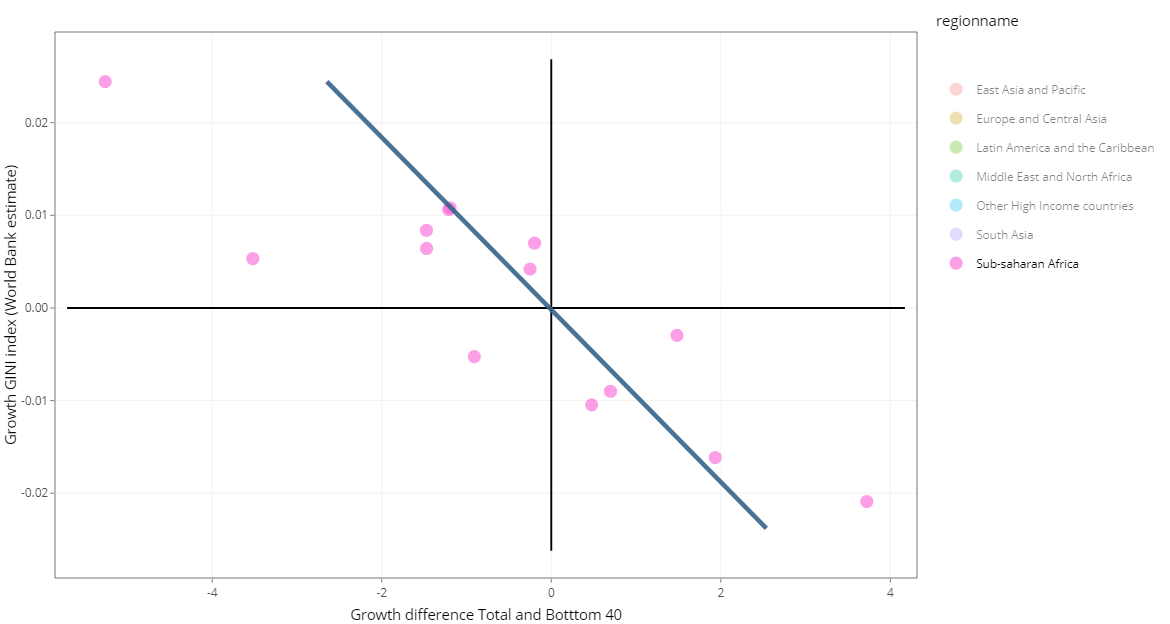 regionname
East Asia and Pacific
Europe and Central Asia
Latin America and the Caribbean
Middle East and North Africa
Other High Income countries
South Asia
Sub-saharan Africa
Growth GINI index (World Bank estimate)
0.02
0.01
0.00
-0.01
-0.02
-4
-2
0
2
4
Growth difference Total and Botttom 40